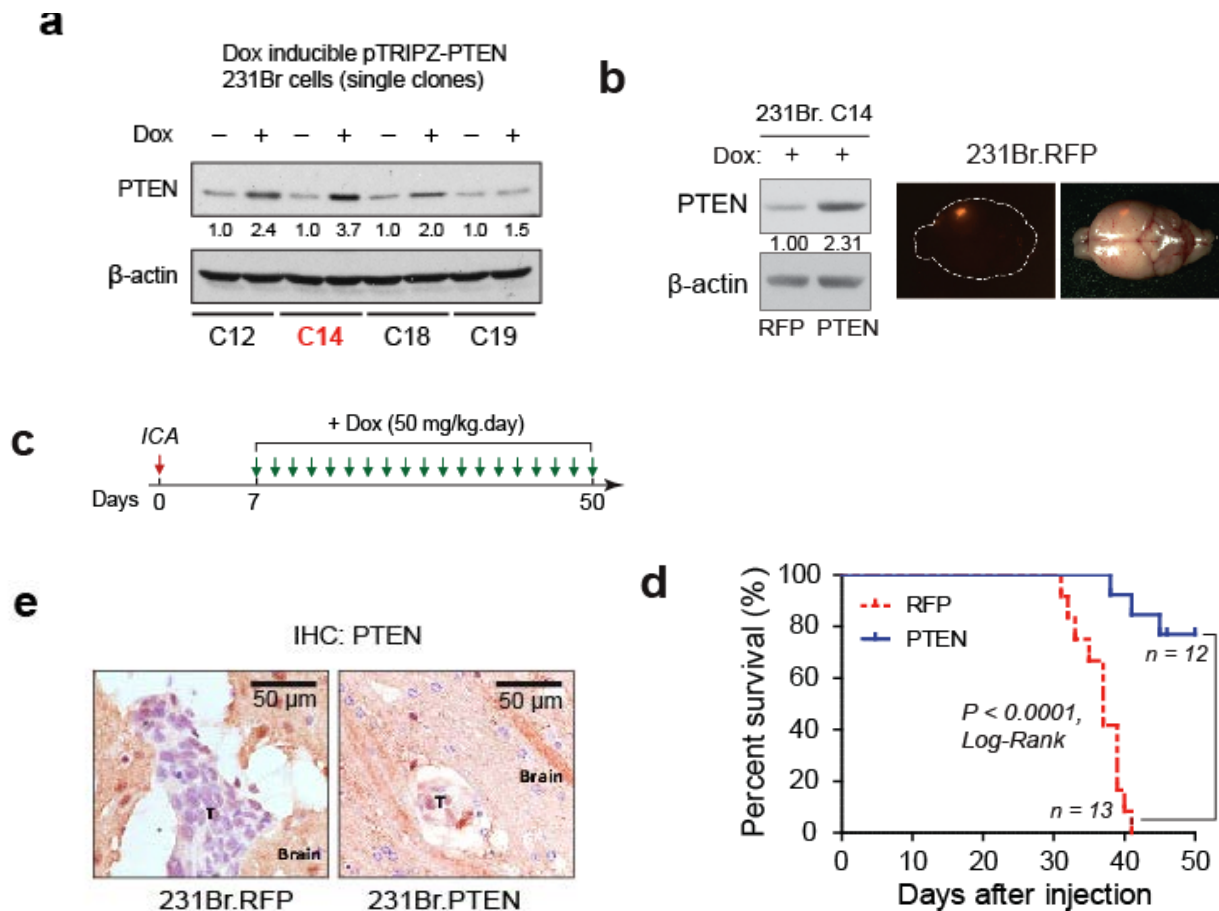 a
Dox inducible pTRIPZ-PTEN
231Br cells (single clones)
Dox – + – + – + – +
PTEN
1.0 2.4 1.0 3.7 1.0 2.0 1.0 1.5
β-actin
C12 C14 C18 C19
b
231Br. C14
Dox: + +
PTEN
1.00 2.31
β-actin
RFP PTEN
231Br.RFP
c
ICA
+ Dox (50 mg/kg.day)
Days 0 7 50
e
IHC: PTEN
50 µm
T
Brain
231Br.RFP
50 µm
T
Brain
231Br.PTEN
d
Percent survival (%)
100
80
60
40
20
0
RFP
PTEN
n = 12
P < 0.0001,
Log-Rank
n = 13
0 10 20 30 40 50
Days after injection